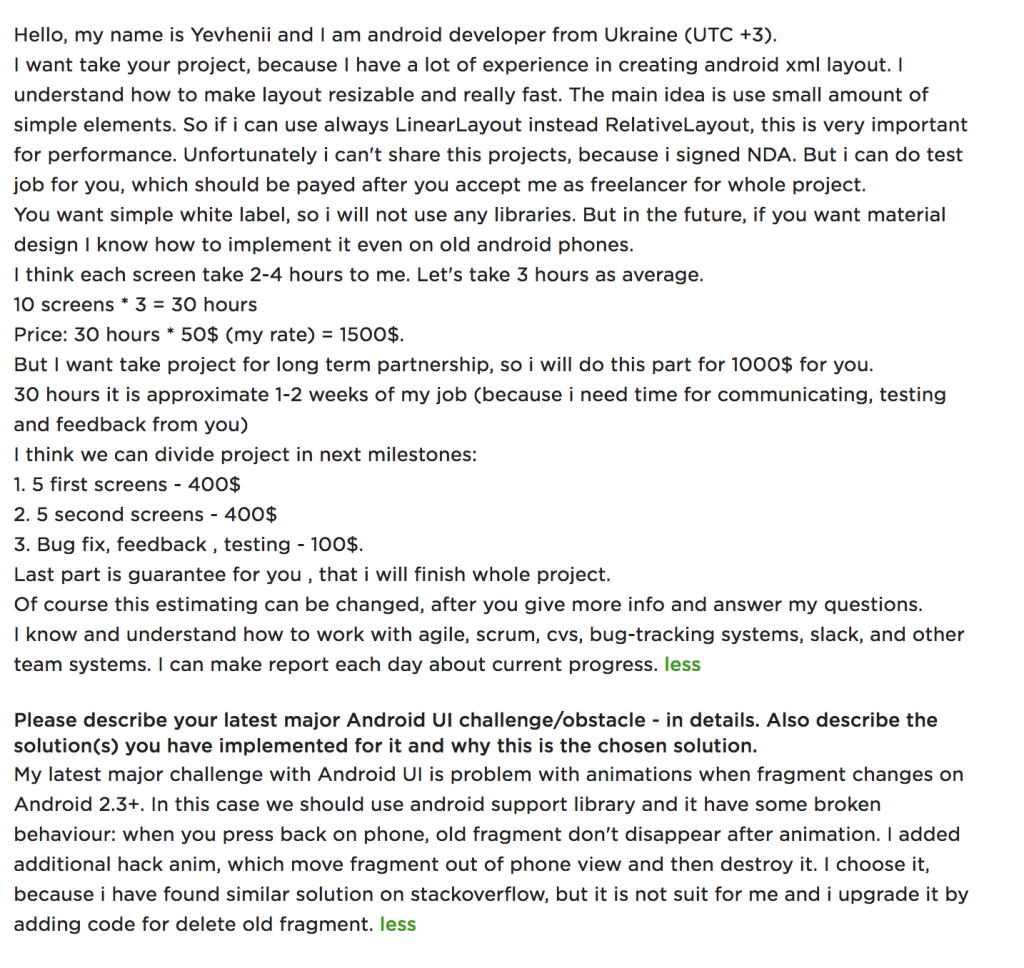 Hello, my name is Yevhenii and I am android developer from Ukraine (UTC +3).
I want take your project, because I have a lot of experience in creating android xml layout. I
understand how to make layout resizable and really fast. The main idea is use small amount of
simple elements. So if i can use always LinearLayout instead RelativeLayout, this is very important
for performance. Unfortunately i can't share this projects, because i signed NDA. But i can do test
job for you, which should be payed after you accept me as freelancer for whole project.
You want simple white label, so i will not use any libraries. But in the future, if you want material
design I know how to implement it even on old android phones.
I think each screen take 2-4 hours to me. Let's take 3 hours as average.
10 screens * 3 = 30 hours
Price: 30 hours * 50$ (my rate) = 1500$.
But I want take project for long term partnership, so i will do this part for 1000$ for you.
30 hours it is approximate 1-2 weeks of my job (because i need time for communicating, testing
and feedback from you)
I think we can divide project in next milestones:
1. 5 first screens - 400$
2. 5 second screens - 400$
3. Bug fix, feedback , testing - 100$.
Last part is guarantee for you , that i will finish whole project.
Of course this estimating can be changed, after you give more info and answer my questions.
I know and understand how to work with agile, scrum, cvs, bug-tracking systems, slack, and other
team systems. I can make report each day about current progress. less
Please describe your latest major Android UI challenge/obstacle - in details. Also describe the
solution(s) you have implemented for it and why this is the chosen solution.
My latest major challenge with Android UI is problem with animations when fragment changes on
Android 2.3+. In this case we should use android support library and it have some broken
behaviour: when you press back on phone, old fragment don't disappear after animation. I added
additional hack anim, which move fragment out of phone view and then destroy it. I choose it,
because i have found similar solution on stackoverflow, but it is not suit for me and i upgrade it by
adding code for delete old fragment. less